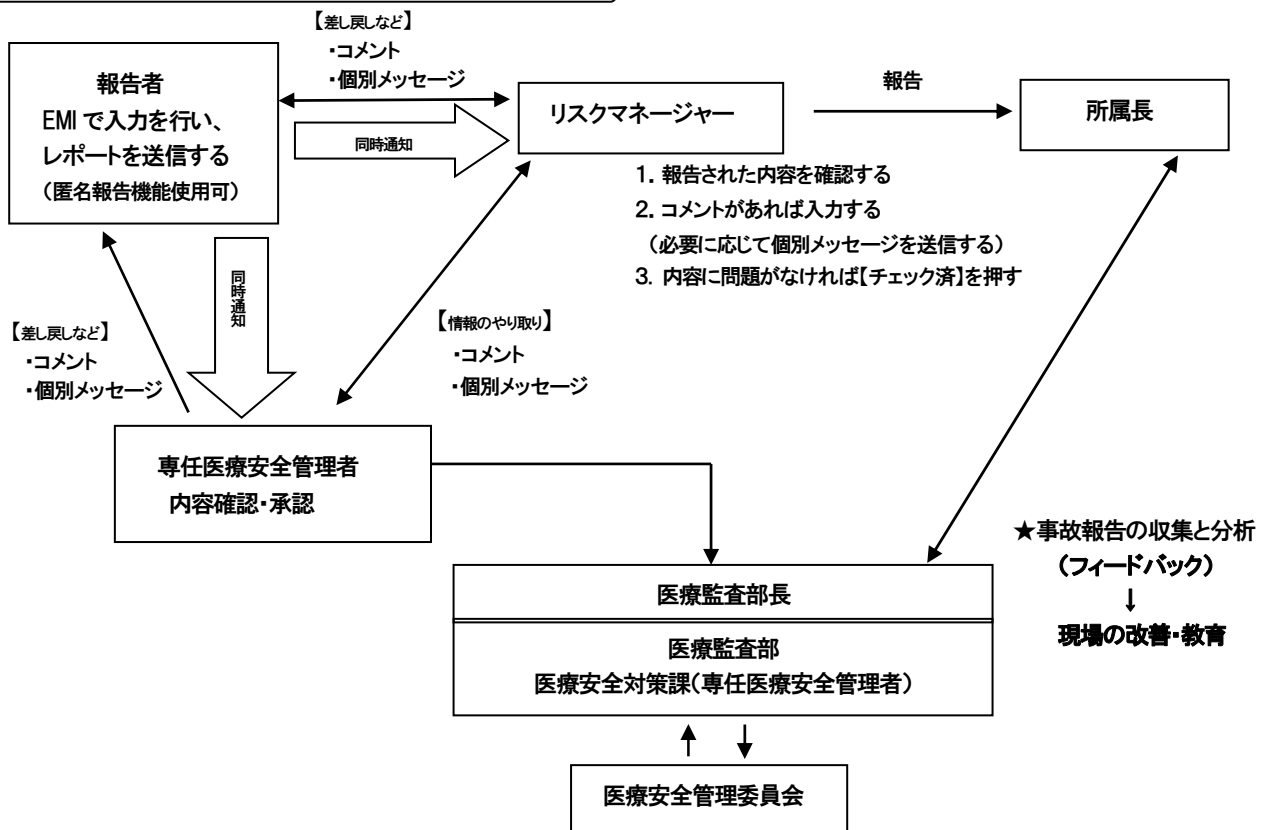 【差し戻しなど】
・コメント
・個別メッセージ
報告者
EMIで入力を行い、
レポートを送信する
（匿名報告機能使用可）
同時通知
リスクマネージャー
報告
所属長
1．報告された内容を確認する
2．コメントがあれば入力する
（必要に応じて個別メッセージを送信する）
3．内容に問題がなければ【チェック済】を押す
同時通知
【差し戻しなど】
・コメント
・個別メッセージ
【情報のやり取り】
・コメント
・個別メッセージ
専任医療安全管理者
内容確認・承認
★事故報告の収集と分析
（フィードバック）
↓
現場の改善・教育
医療監査部長
医療監査部
医療安全対策課（専任医療安全管理者）
医療安全管理委員会